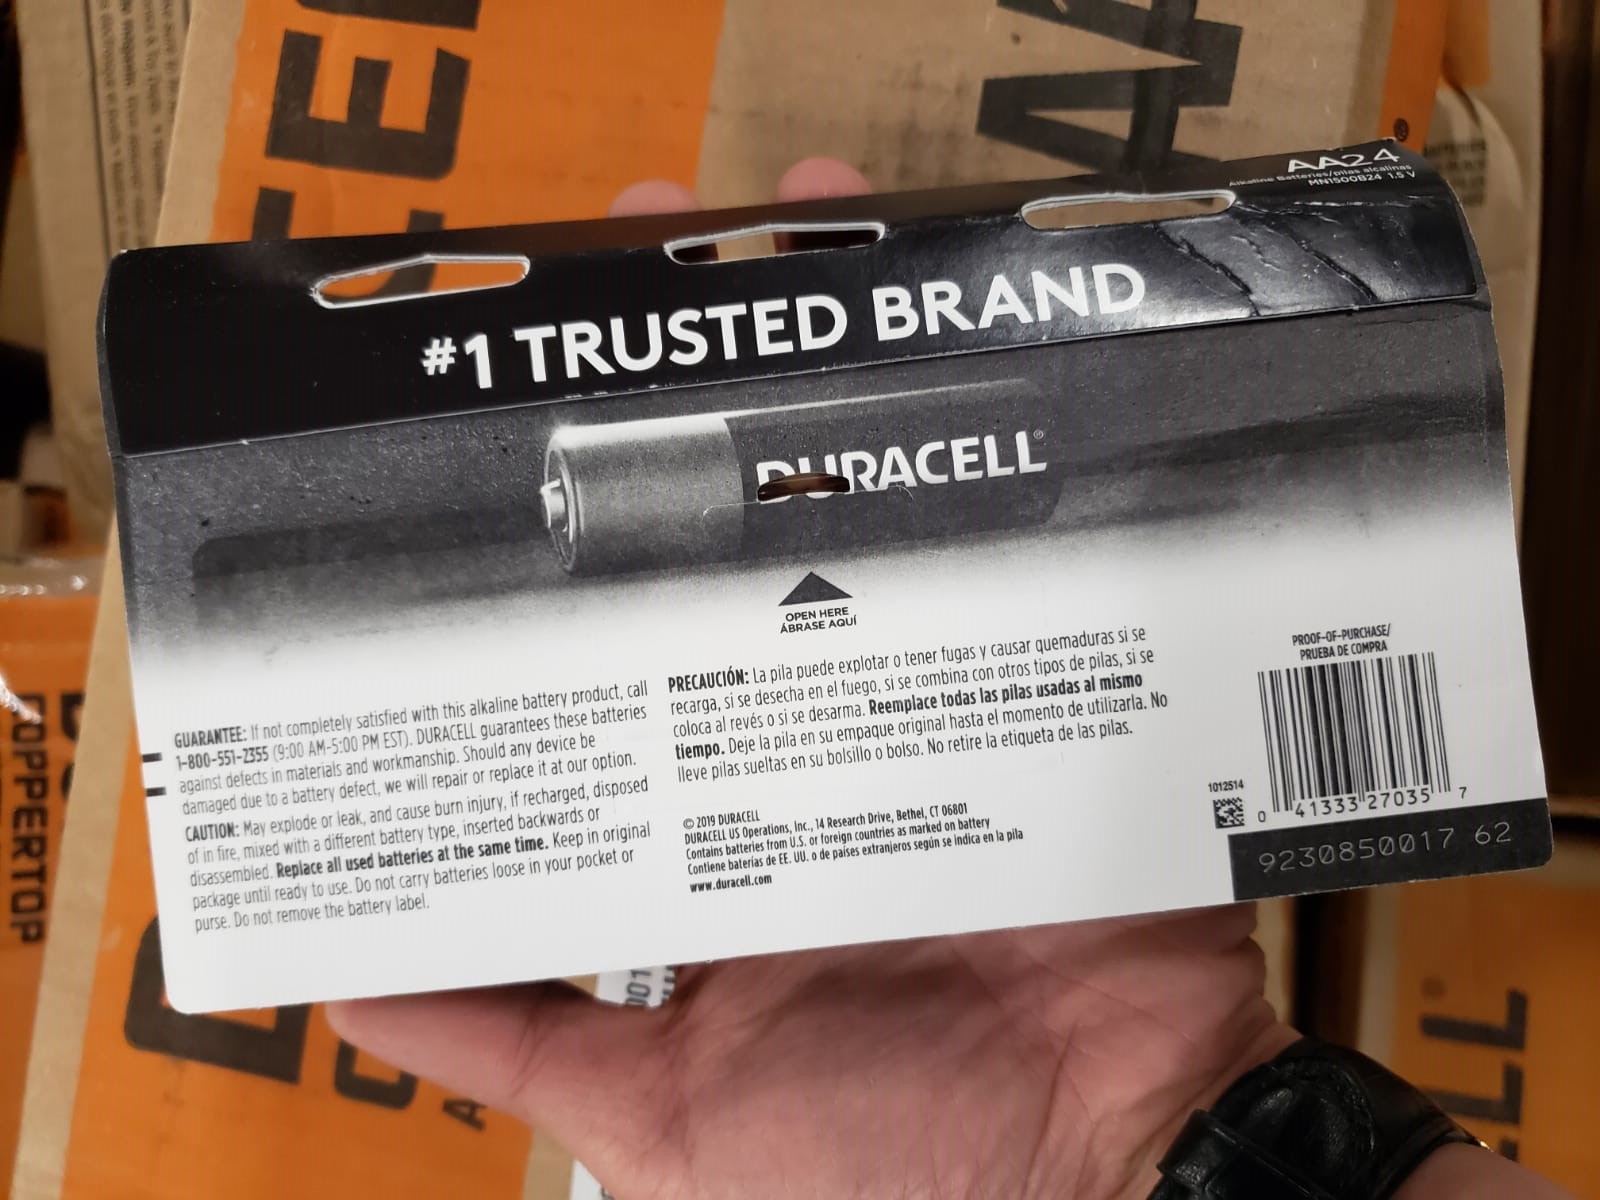 AA24
Alkaline Batteries/pilas alcalinas
MN1500B24 1.5 V
#1 TRUSTED BRAND
DURACELL®
OPEN HERE
ÁBRASE AQUÍ
GUARANTEE: If not completely satisfied with this alkaline battery product, call
1-800-551-2355 (9:00 AM-5:00 PM EST). DURACELL guarantees these batteries
against defects in materials and workmanship. Should any device be
damaged due to a battery defect, we will repair or replace it at our option.
CAUTION: May explode or leak, and cause burn injury, if recharged, disposed
of in fire, mixed with a different battery type, inserted backwards or
disassembled. Replace all used batteries at the same time. Keep in original
package until ready to use. Do not carry batteries loose in your pocket or
purse. Do not remove the battery label.
PRECAUCIÓN: La pila puede explotar o tener fugas y causar quemaduras si se
recarga, si se desecha en el fuego, si se combina con otros tipos de pilas, si se
coloca al revés o si se desarma. Reemplace todas las pilas usadas al mismo
tiempo. Deje la pila en su empaque original hasta el momento de utilizarla. No
lleve pilas sueltas en su bolsillo o bolso. No retire la etiqueta de las pilas.
© 2019 DURACELL
DURACELL US Operations, Inc., 14 Research Drive, Bethel, CT 06801
Contains batteries from U.S. or foreign countries as marked on battery
Contiene baterías de EE. UU. o de países extranjeros según se indica en la pila
www.duracell.com
PROOF-OF-PURCHASE/
PRUEBA DE COMPRA
1012514
0 41333 27035 7
9230850017 62
COPPERTOP